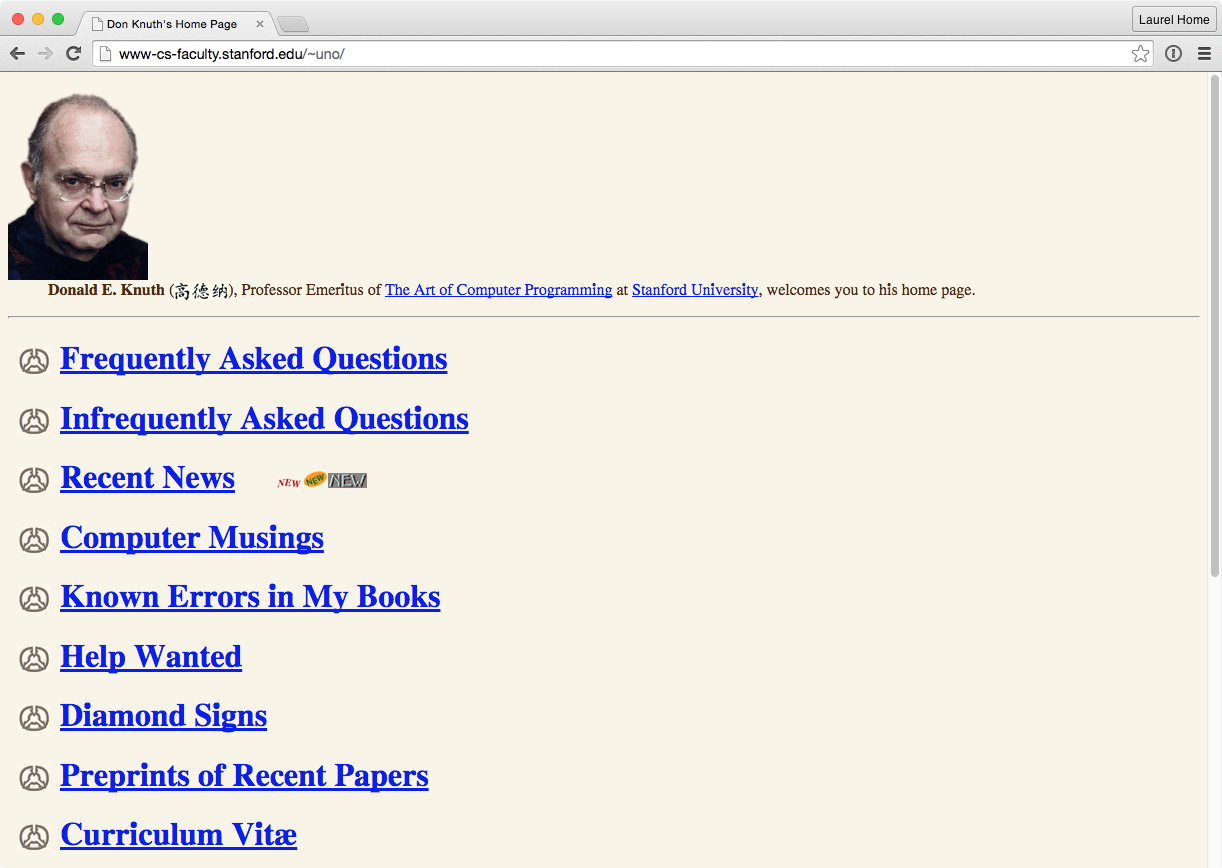 Don Knuth's Home Page
Laurel Home
www-cs-faculty.stanford.edu/~uno/
Donald E. Knuth (高德纳), Professor Emeritus of The Art of Computer Programming at Stanford University, welcomes you to his home page.
Frequently Asked Questions
Infrequently Asked Questions
Recent News NEW NEW NEW
Computer Musings
Known Errors in My Books
Help Wanted
Diamond Signs
Preprints of Recent Papers
Curriculum Vitæ